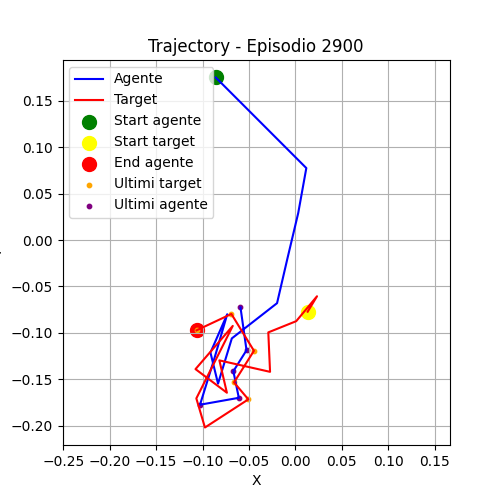 Trajectory - Episodio 2900
Agente
Target
Start agente
Start target
End agente
Ultimi target
Ultimi agente
0.15
0.10
0.05
0.00
−0.05
−0.10
−0.15
−0.20
−0.25 −0.20 −0.15 −0.10 −0.05 0.00 0.05 0.10 0.15
X